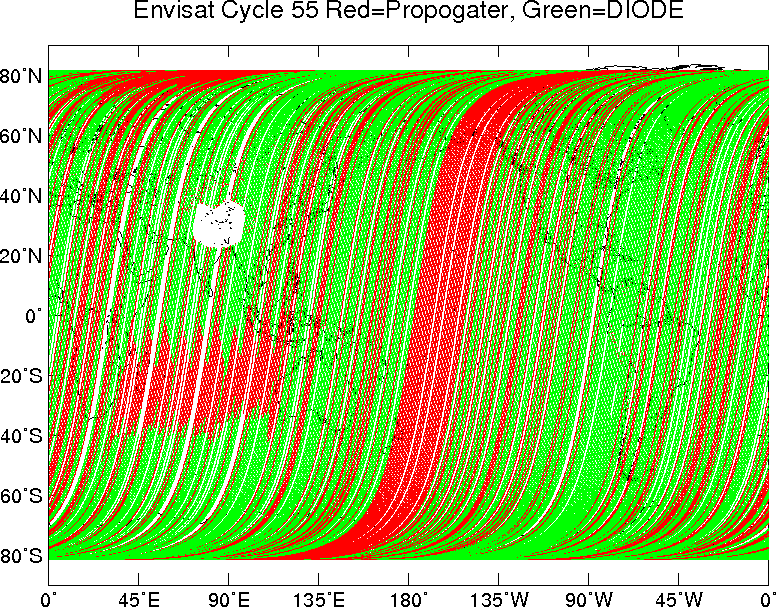 Envisat Cycle 55 Red=Propogater, Green=DIODE
80˚N
60˚N
40˚N
20˚N
0˚
20˚S
40˚S
60˚S
80˚S
0˚ 45˚E 90˚E 135˚E 180˚ 135˚W 90˚W 45˚W 0˚